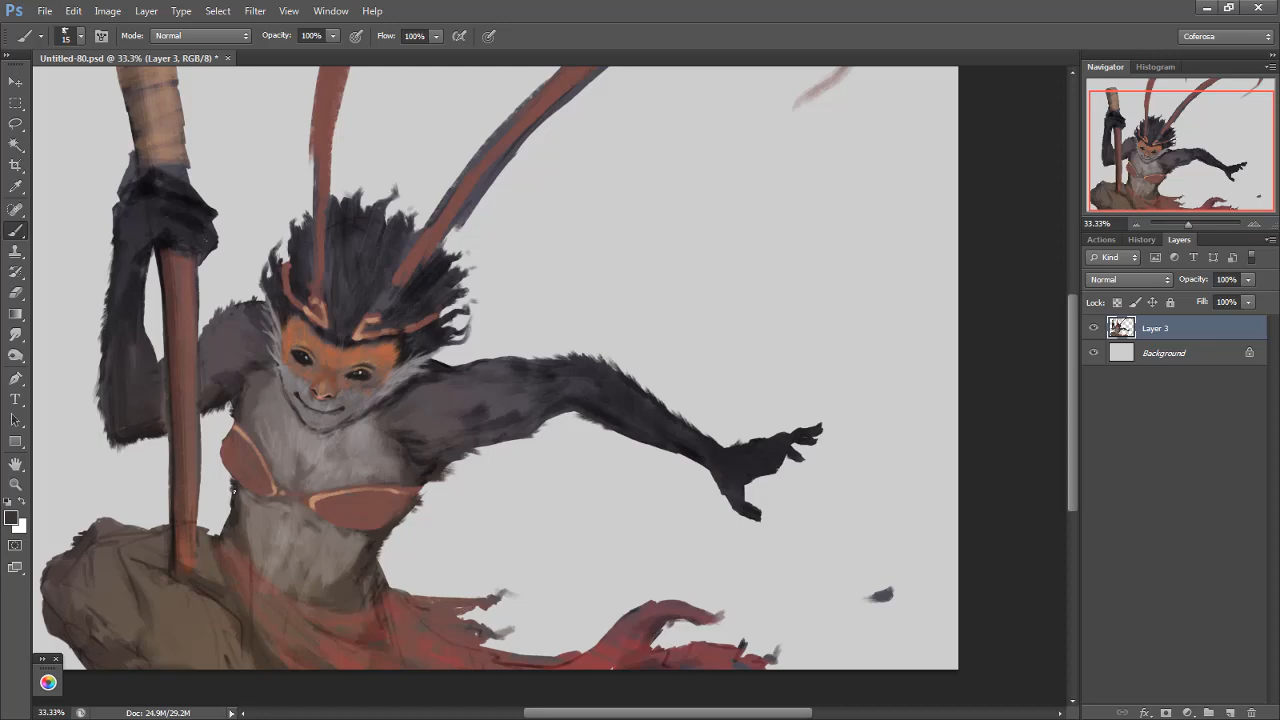 Ps File Edit Image Layer Type Select Filter View Window Help
15 Mode: Normal Opacity: 100% Flow: 100% Coferosa
Untitled-80.psd @ 33.3% (Layer 3, RGB/8) * ×
Navigator Histogram
33.33%
Actions History Layers
Kind
Normal Opacity: 100%
Lock: Fill: 100%
Layer 3
Background
33.33% Doc: 24.9M/29.2M